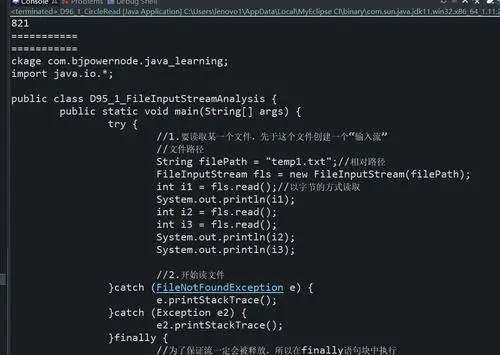 Console Problems Debug Shell
<terminated> D96_1_CircleRead [Java Application] C:\Users\lenovo1\AppData\Local\MyEclipse CI\binary\com.sun.java.jdk11.win32.x86_64_1.11.2
821
===========
===========
ckage com.bjpowernode.java_learning;
import java.io.*;
public class D95_1_FileInputStreamAnalysis {
public static void main(String[] args) {
try {
//1.要读取某一个文件，先于这个文件创建一个“输入流”
//文件路径
String filePath = "temp1.txt";//相对路径
FileInputStream fls = new FileInputStream(filePath);
int i1 = fls.read();//以字节的方式读取
System.out.println(i1);
int i2 = fls.read();
int i3 = fls.read();
System.out.println(i2);
System.out.println(i3);
//2.开始读文件
}catch (FileNotFoundException e) {
e.printStackTrace();
}catch (Exception e2) {
e2.printStackTrace();
}finally {
//为了保证流一定会被释放，所以在finally语句块中执行